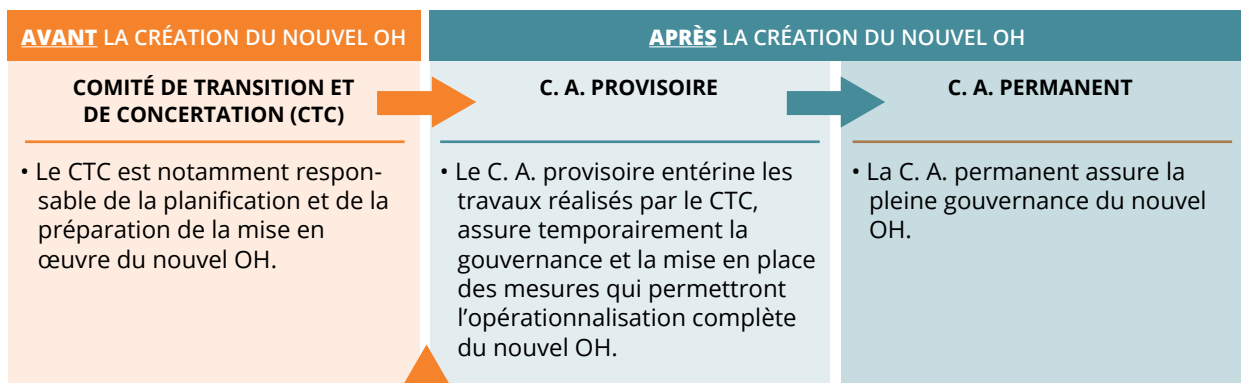 AVANT LA CRÉATION DU NOUVEL OH
APRÈS LA CRÉATION DU NOUVEL OH
COMITÉ DE TRANSITION ET
DE CONCERTATION (CTC)
• Le CTC est notamment respon-
sable de la planification et de la
préparation de la mise en
œuvre du nouvel OH.
C. A. PROVISOIRE
• Le C. A. provisoire entérine les
travaux réalisés par le CTC,
assure temporairement la
gouvernance et la mise en place
des mesures qui permettront
l’opérationnalisation complète
du nouvel OH.
C. A. PERMANENT
• La C. A. permanent assure la
pleine gouvernance du nouvel
OH.